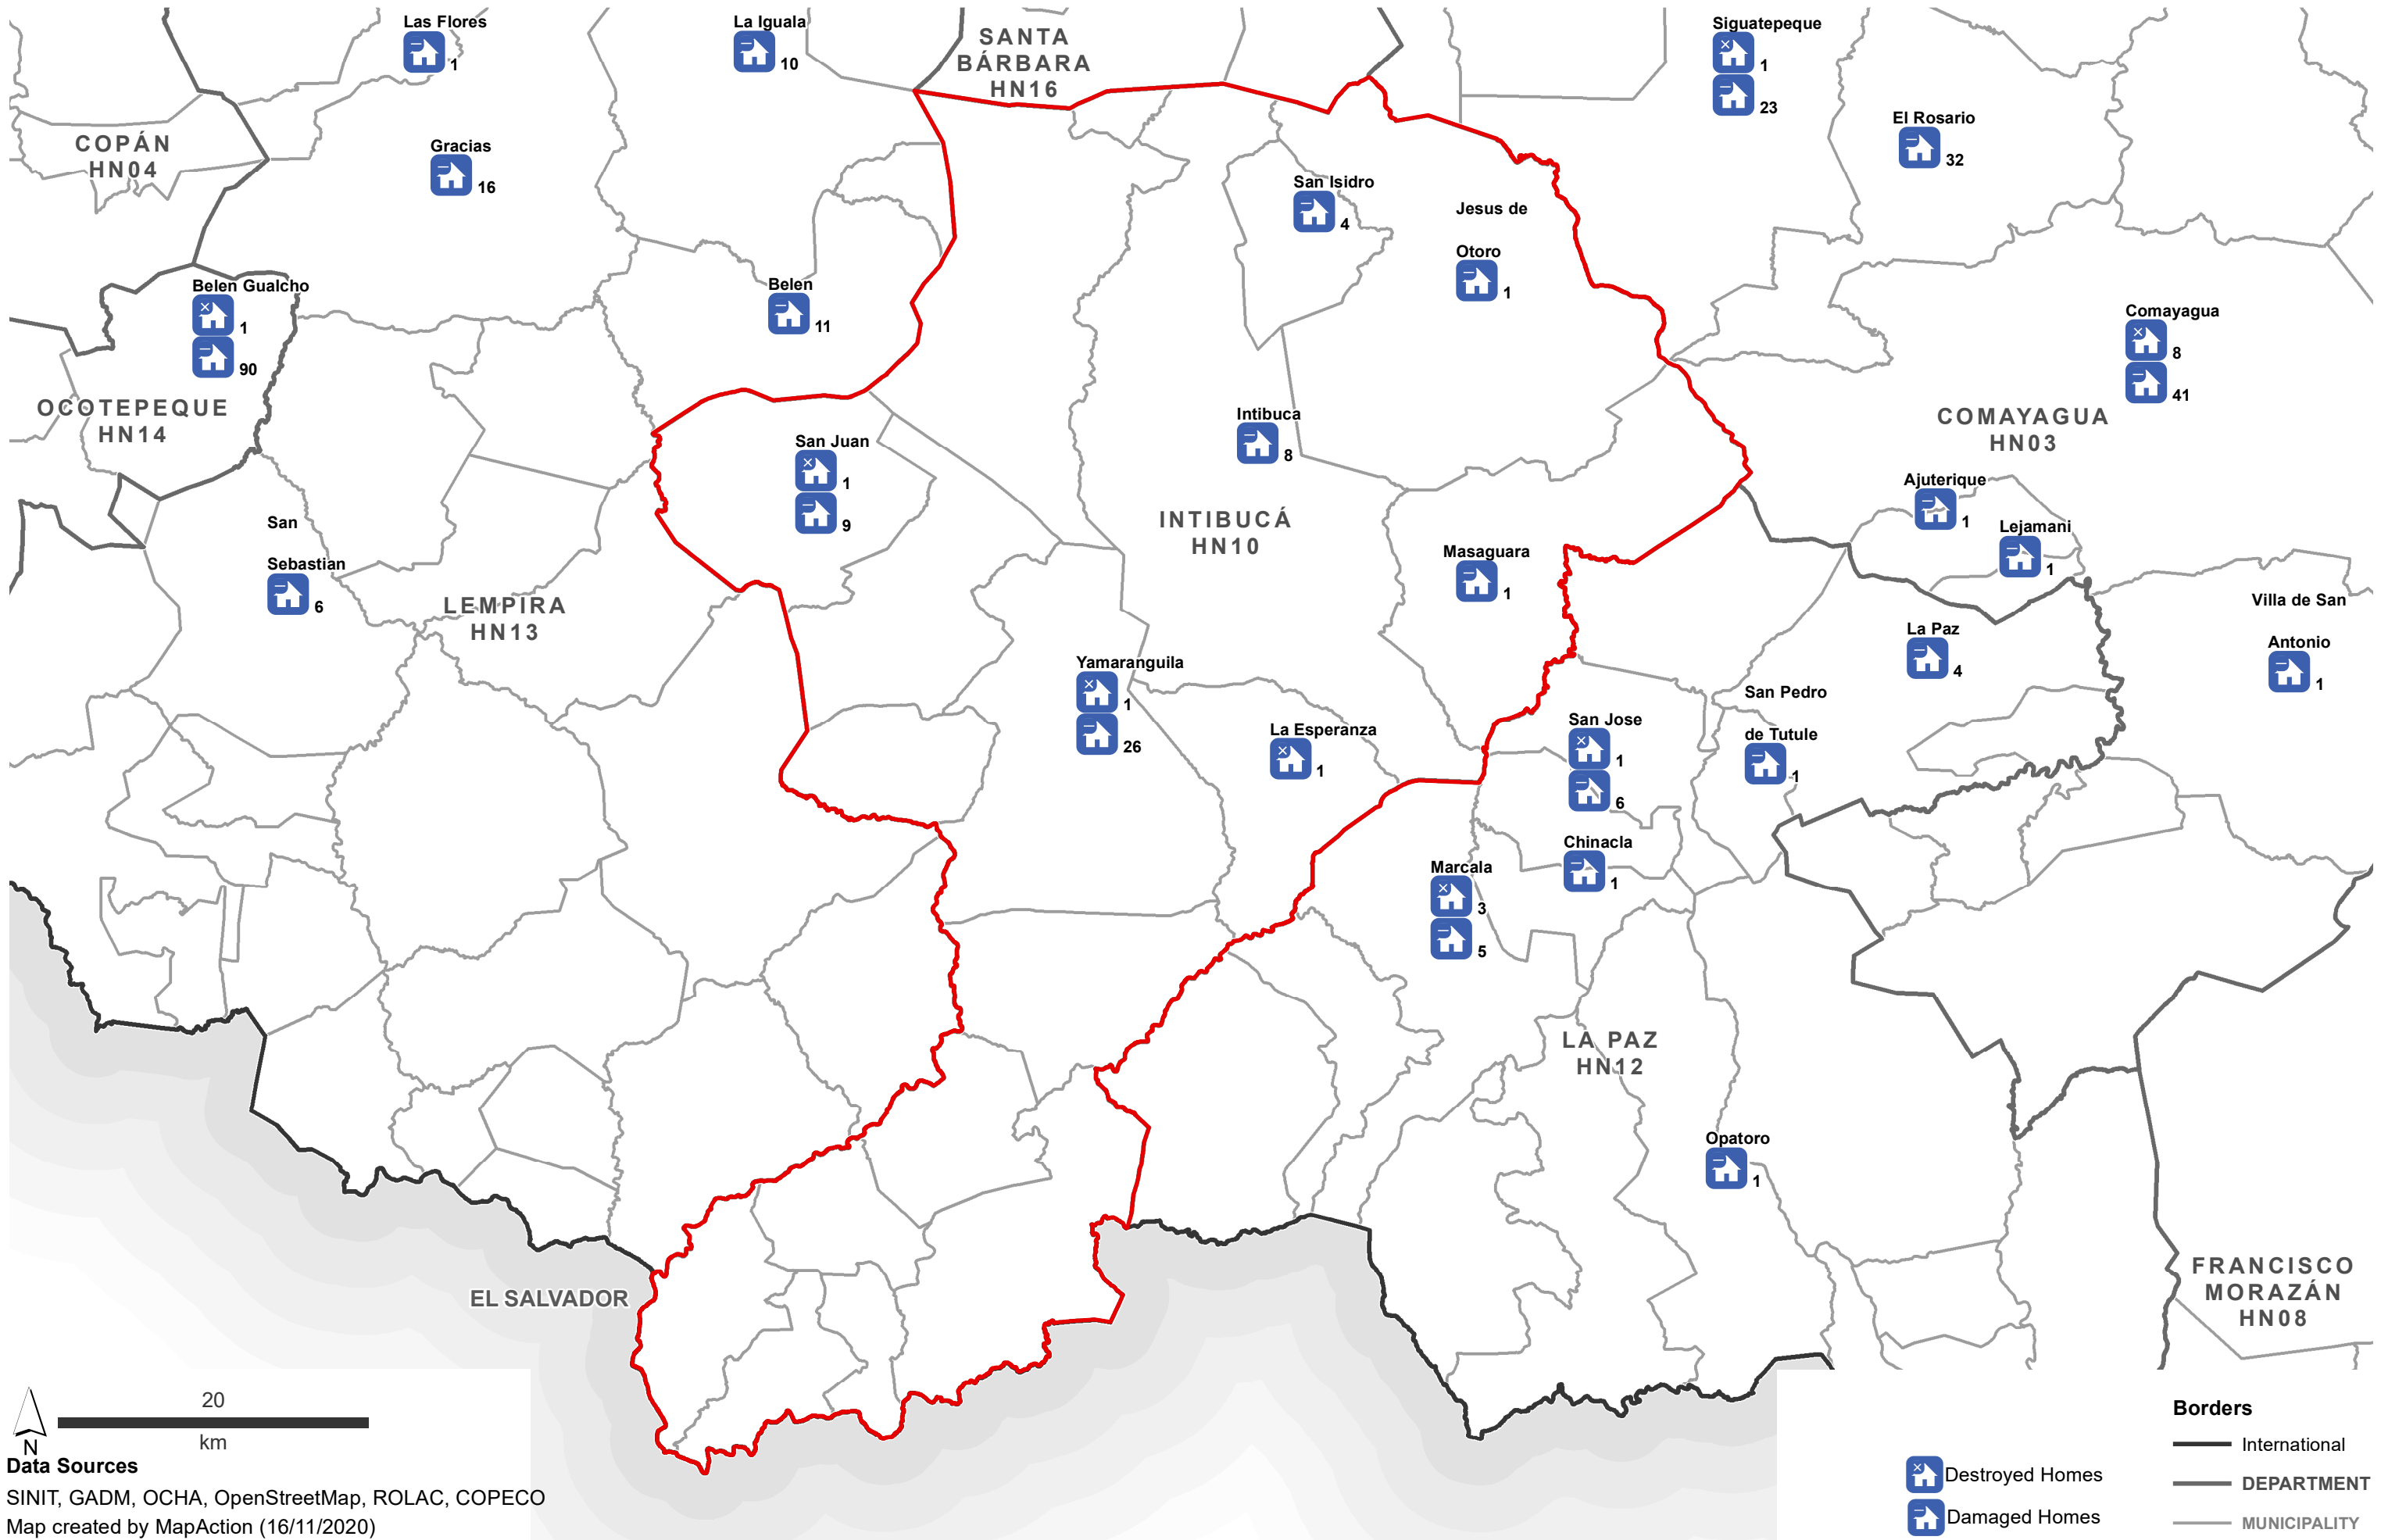 Las Flores
1
La Iguala
10
SANTA
BÁRBARA
HN16
Siguatepeque
1
23
COPÁN
HN04
Gracias
16
El Rosario
32
San Isidro
4
Jesus de
Otoro
1
Belen Gualcho
1
90
Belen
11
Comayagua
8
41
OCOTEPEQUE
HN14
Intibuca
8
COMAYAGUA
HN03
San Juan
1
9
Ajuterique
1
INTIBUCÁ
HN10
Lejamani
1
San
Sebastian
6
Masaguara
1
LEMPIRA
HN13
Villa de San
Antonio
1
La Paz
4
Yamaranguila
1
26
San Pedro
de Tutule
1
La Esperanza
1
San Jose
1
6
Chinacla
1
Marcala
3
5
LA PAZ
HN12
Opatoro
1
EL SALVADOR
FRANCISCO
MORAZÁN
HN08
20
km
N
Data Sources
SINIT, GADM, OCHA, OpenStreetMap, ROLAC, COPECO
Map created by MapAction (16/11/2020)
Destroyed Homes
Damaged Homes
Borders
International
DEPARTMENT
MUNICIPALITY